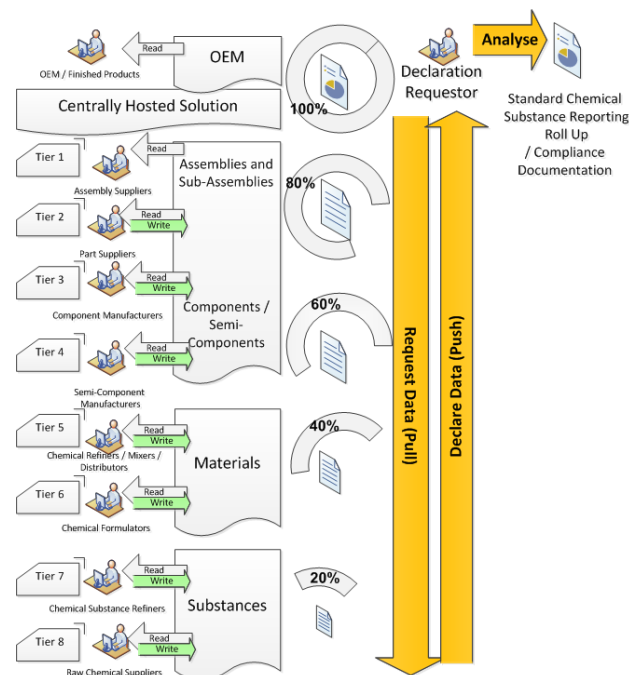 OEM / Finished Products
Read
OEM
100%
Declaration
Requestor
Analyse
Standard Chemical
Substance Reporting
Roll Up
/ Compliance
Documentation
Centrally Hosted Solution
Tier 1
Assembly Suppliers
Read
Assemblies and
Sub-Assemblies
80%
Tier 2
Part Suppliers
Read
Write
Tier 3
Component Manufacturers
Read
Write
Components /
Semi-
Components
60%
Tier 4
Semi-Component
Manufacturers
Read
Write
Tier 5
Chemical Refiners / Mixers /
Distributors
Read
Write
Materials
40%
Tier 6
Chemical Formulators
Read
Write
Tier 7
Chemical Substance Refiners
Read
Write
Substances
20%
Tier 8
Raw Chemical Suppliers
Read
Write
Request Data (Pull)
Declare Data (Push)